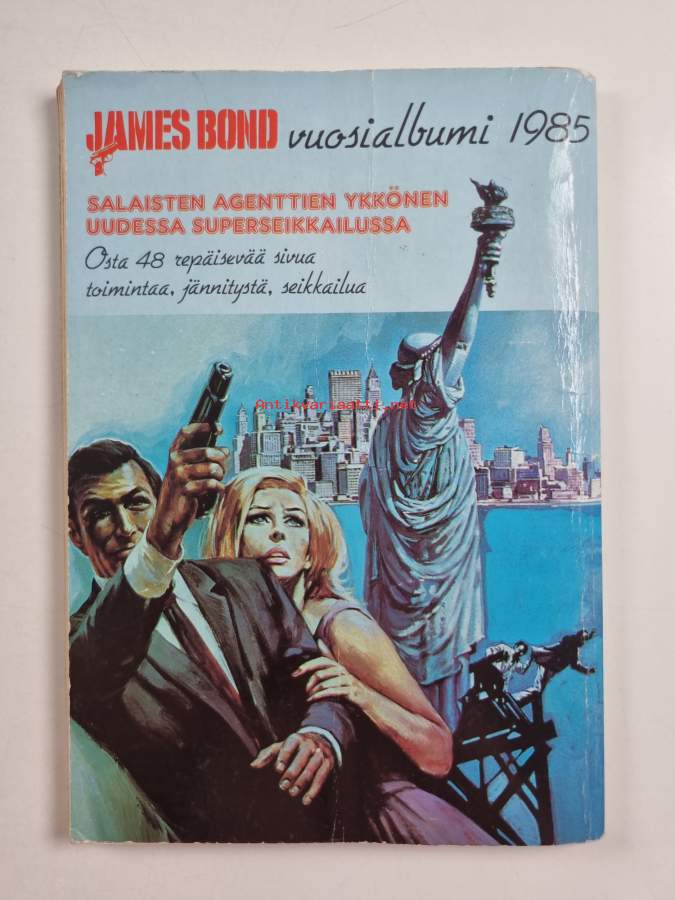 JAMES BOND vuosialbumi 1985
SALAISTEN AGENTTIEN YKKÖNEN
UUDESSA SUPERSEIKKAILUSSA
Osta 48 repäisevää sivua
toimintaa, jännitystä, seikkailua
Antikvariaatti.net